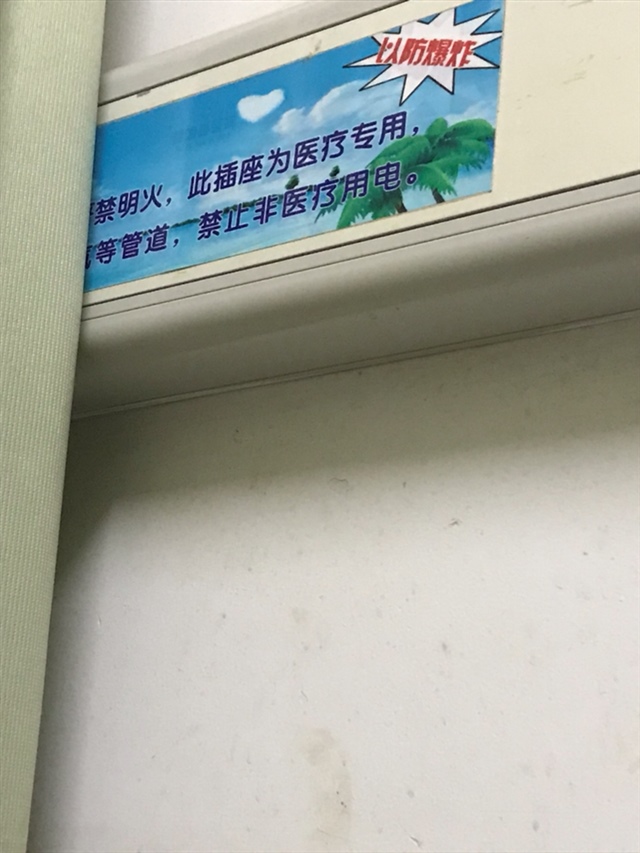 以防爆炸
禁明火，此插座为医疗专用，
等管道，禁止非医疗用电。